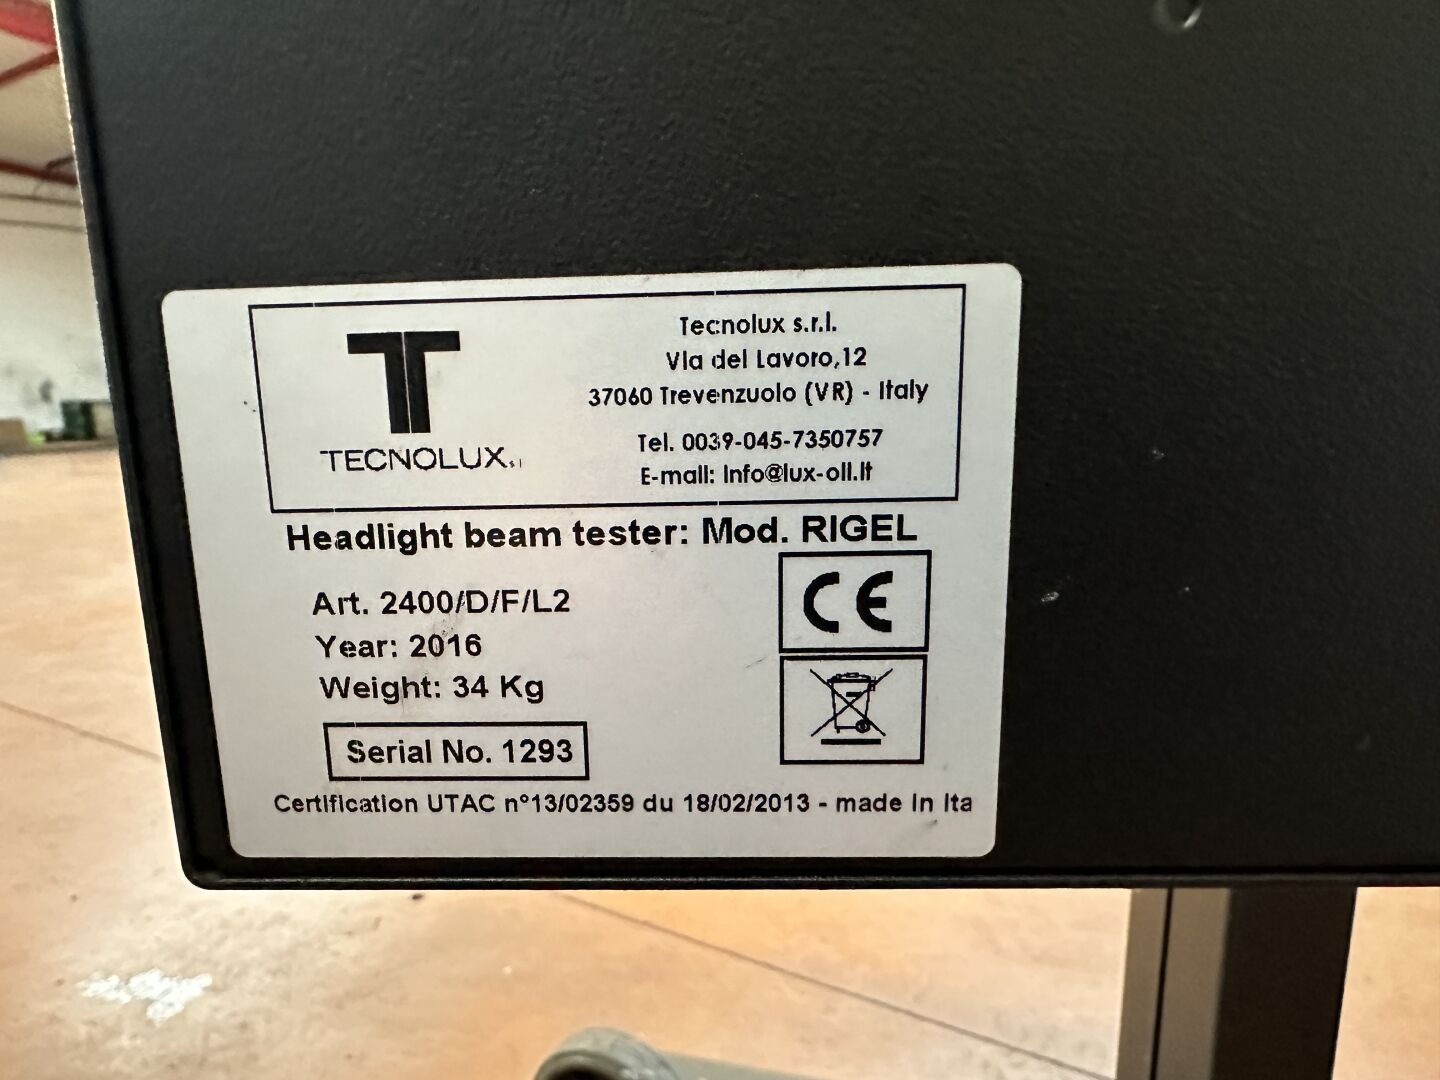 Tecnolux s.r.l.
Via del Lavoro,12
37060 Trevenzuolo (VR) - Italy
Tel. 0039-045-7350757
E-mail: info@lux-oil.it
TECNOLUX
Headlight beam tester: Mod. RIGEL
Art. 2400/D/F/L2
Year: 2016
Weight: 34 Kg
CE
Serial No. 1293
Certification UTAC n°13/02359 du 18/02/2013 - made in Ita